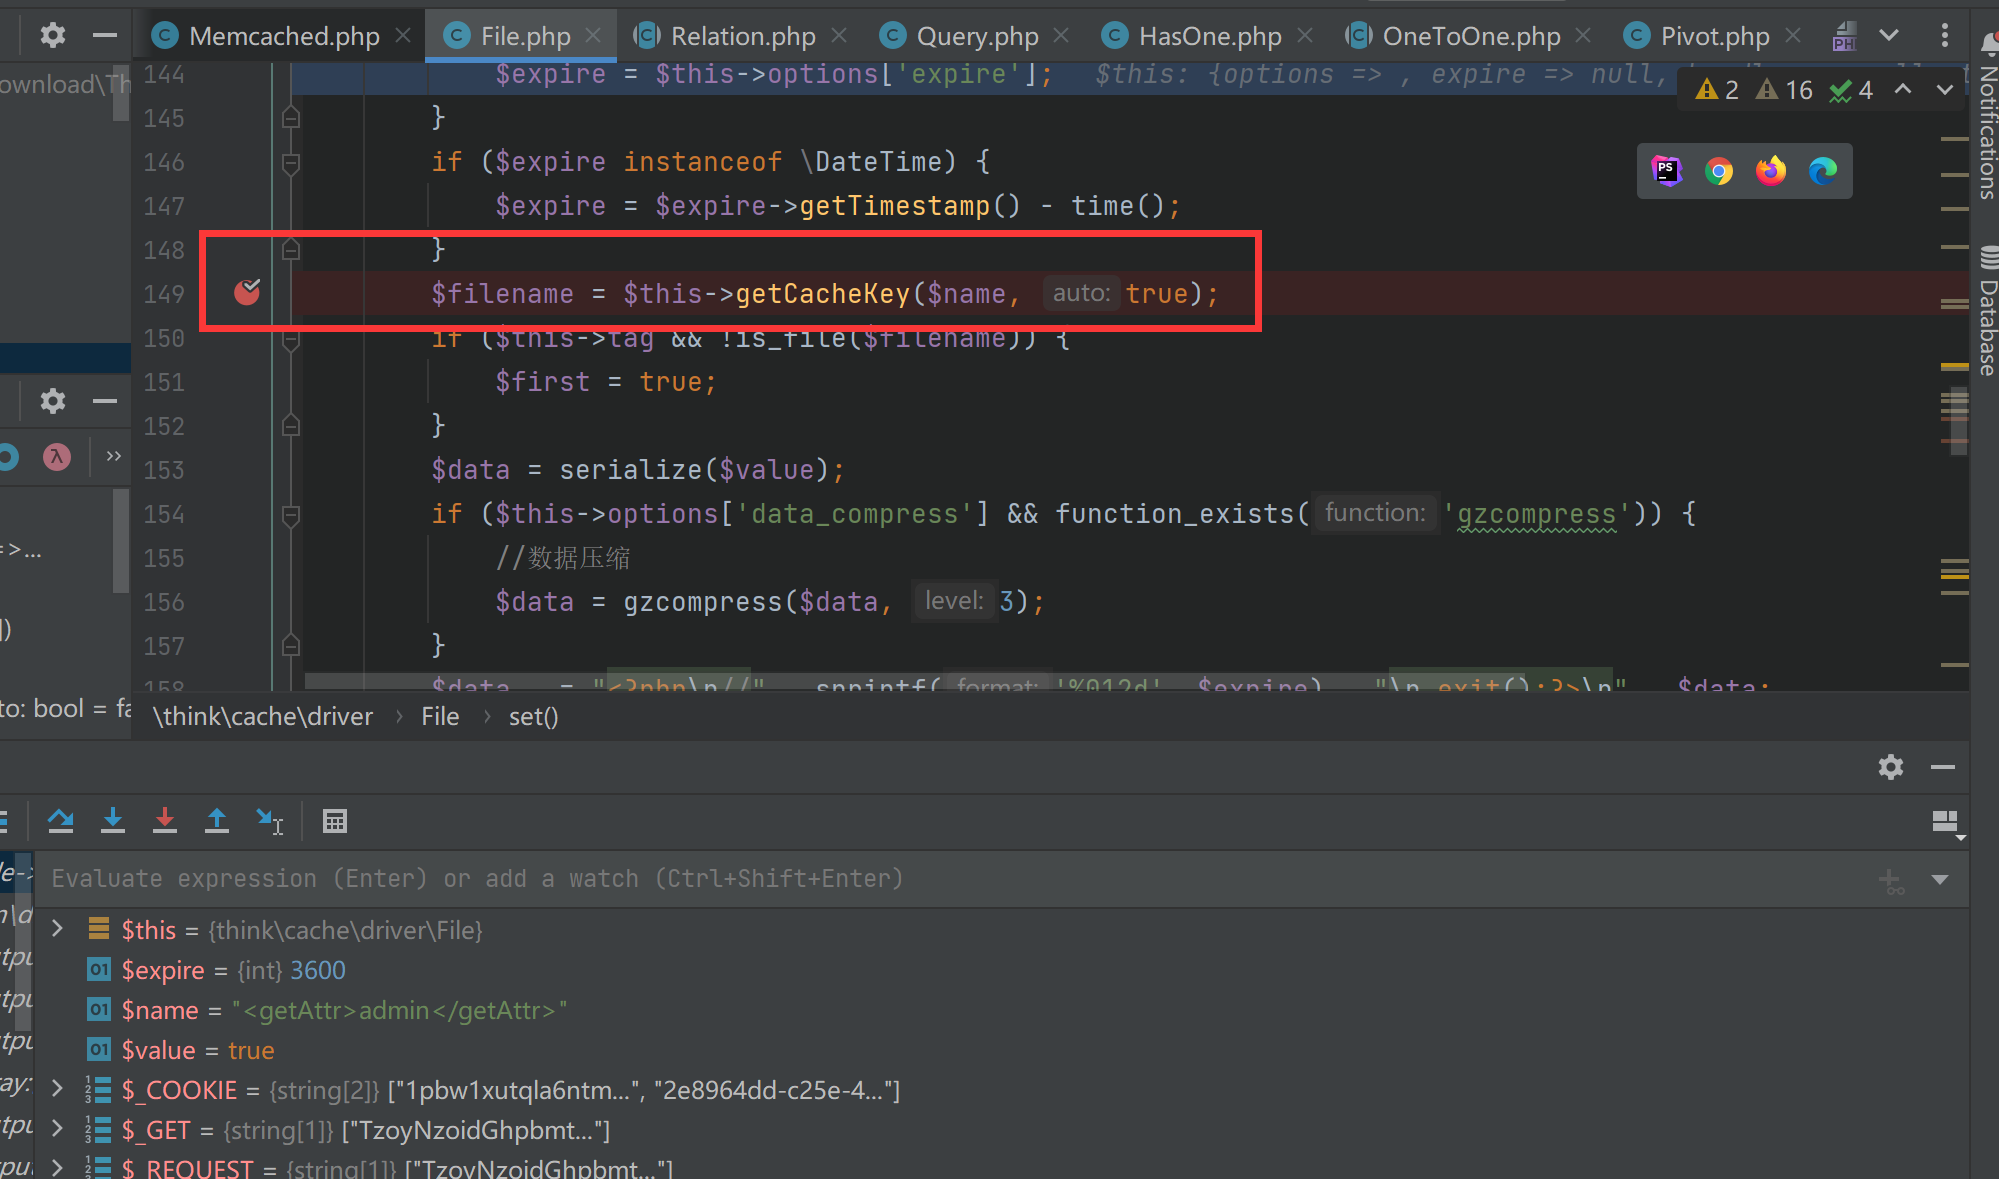 Memcached.php
File.php
Relation.php
Query.php
HasOne.php
OneToOne.php
Pivot.php
ownload\Th
144 $expire = $this->options['expire']; $this: {options => , expire => null,
2 16 4
145 }
146 if ($expire instanceof \DateTime) {
147 $expire = $expire->getTimestamp() - time();
148 }
149 $filename = $this->getCacheKey($name, auto: true);
150 if ($this->tag && !is_file($filename)) {
151 $first = true;
152 }
153 $data = serialize($value);
154 if ($this->options['data_compress'] && function_exists( function: 'gzcompress')) {
155 //数据压缩
156 $data = gzcompress($data, level: 3);
157 }
158 $data = "<?php\n//" sprintf( format: '%012d' $expire) "\n exit();?>\n" $data;
Notifications
Database
λ
=>...
])
to: bool = fa
\think\cache\driver › File › set()
Evaluate expression (Enter) or add a watch (Ctrl+Shift+Enter)
$this = {think\cache\driver\File}
$expire = {int} 3600
$name = "<getAttr>admin</getAttr>"
$value = true
$_COOKIE = {string[2]} ["1pbw1xutqla6ntm...", "2e8964dd-c25e-4..."]
$_GET = {string[1]} ["TzoyNzoidGhpbmt..."]
$_REQUEST = {string[1]} ["TzoyNzoidGhpbmt..."]